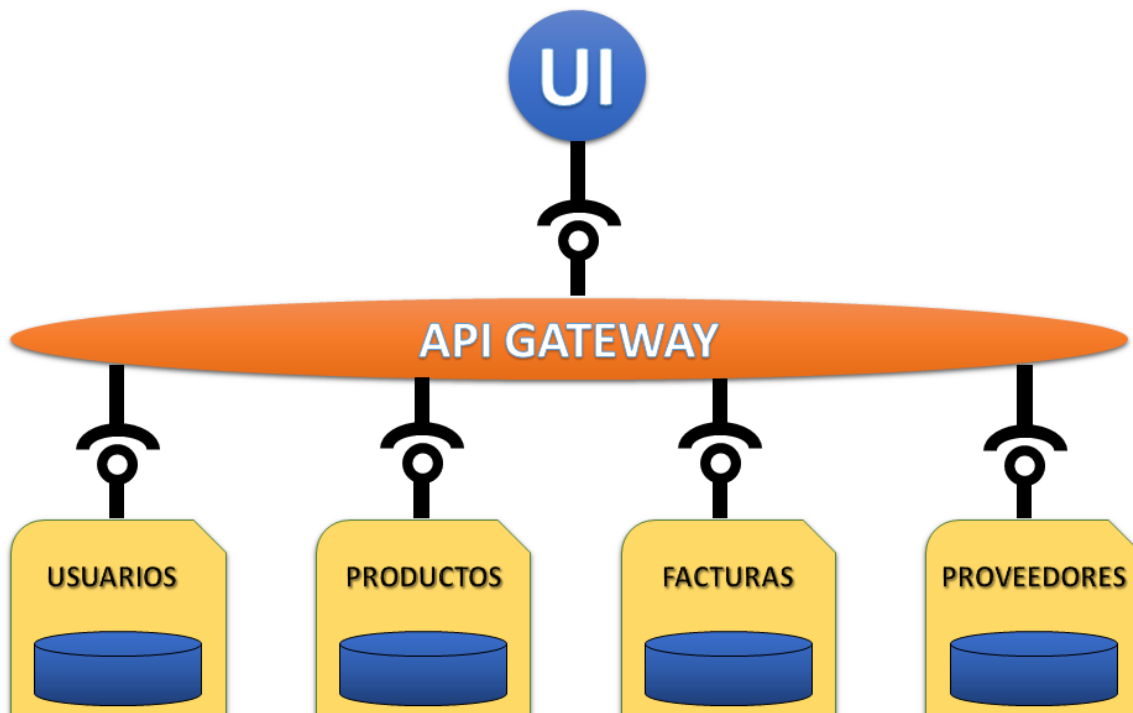 UI
API GATEWAY
USUARIOS
PRODUCTOS
FACTURAS
PROVEEDORES